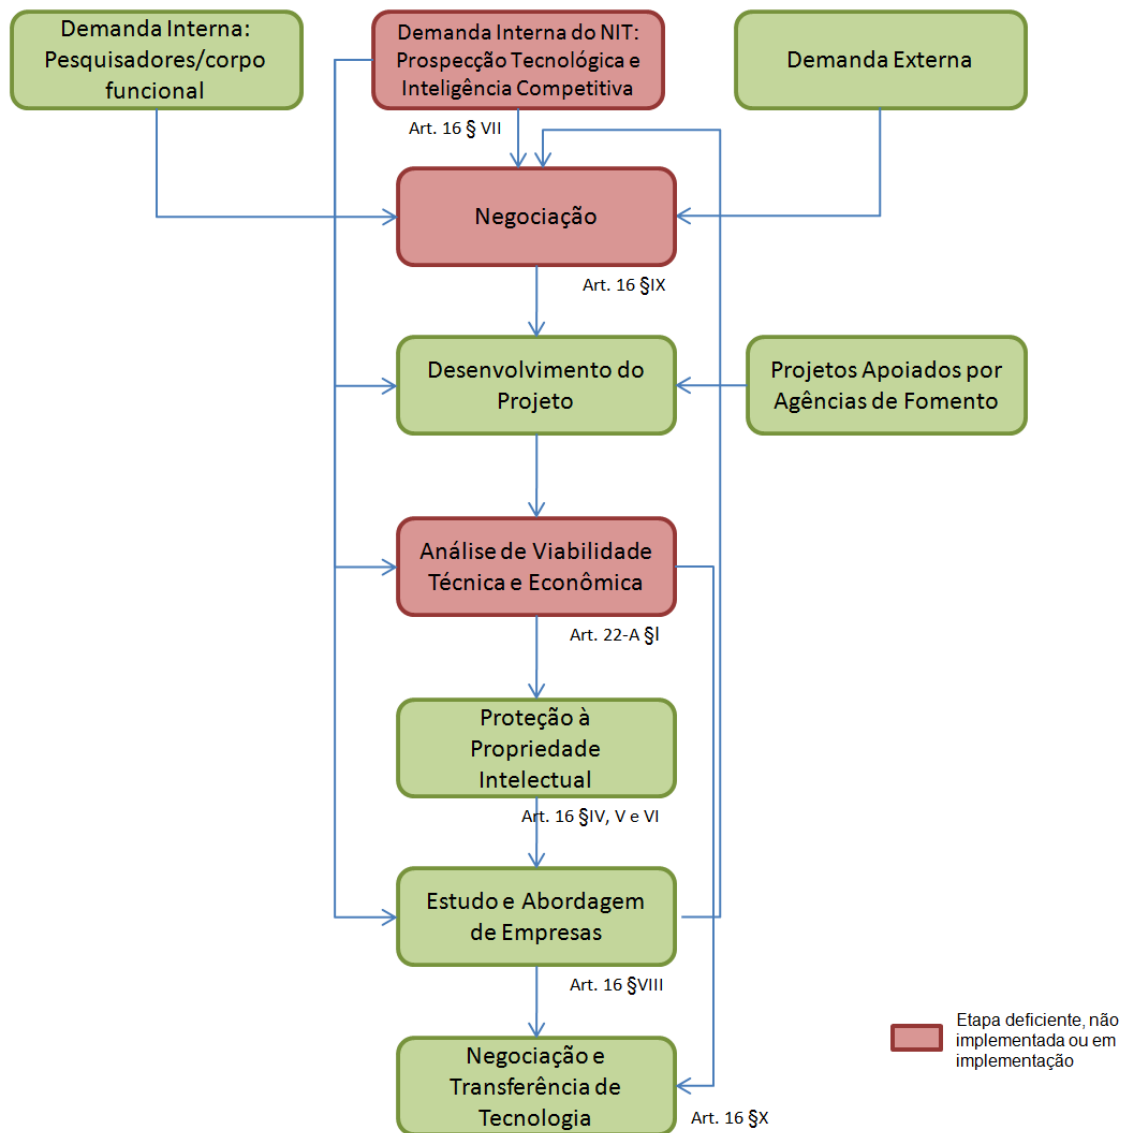 Demanda Interna:
Pesquisadores/corpo
funcional
Demanda Interna do NIT:
Prospecção Tecnológica e
Inteligência Competitiva
Demanda Externa
Art. 16 § VII
Negociação
Art. 16 §IX
Desenvolvimento do
Projeto
Projetos Apoiados por
Agências de Fomento
Análise de Viabilidade
Técnica e Econômica
Art. 22-A §I
Proteção à
Propriedade
Intelectual
Art. 16 §IV, V e VI
Estudo e Abordagem
de Empresas
Art. 16 §VIII
Negociação e
Transferência de
Tecnologia
Art. 16 §X
Etapa deficiente, não
implementada ou em
implementação